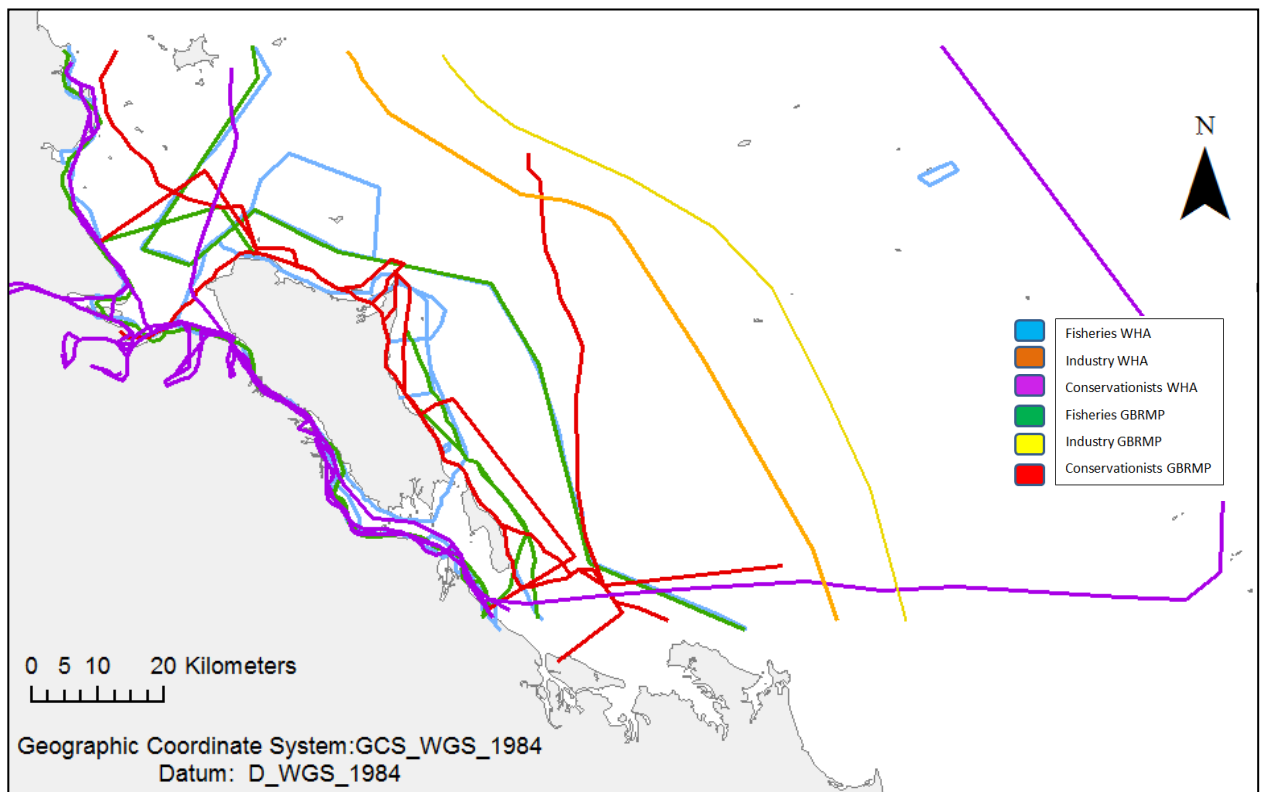 N
Fisheries WHA
Industry WHA
Conservationists WHA
Fisheries GBRMP
Industry GBRMP
Conservationists GBRMP
0 5 10 20 Kilometers
Geographic Coordinate System:GCS_WGS_1984
Datum: D_WGS_1984